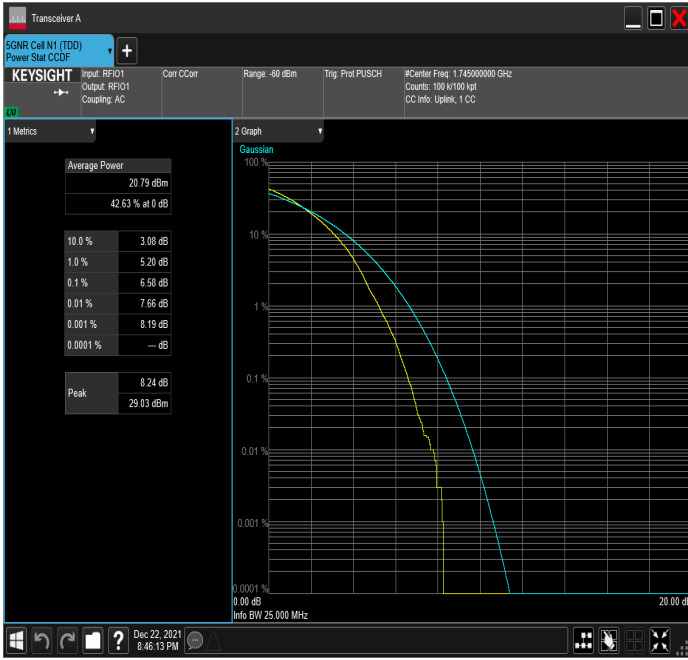 Transceiver A
5GNR Cell N1 (TDD)
Power Stat CCDF
KEYSIGHT
Input: RFIO1
Output: RFIO1
Coupling: AC
Corr CCorr
Range: -60 dBm
Trig: Prot PUSCH
#Center Freq: 1.745000000 GHz
Counts: 100 k/100 kpt
CC Info: Uplink, 1 CC
LXI
1 Metrics
Average Power
20.79 dBm
42.63 % at 0 dB
10.0 % 3.08 dB
1.0 % 5.20 dB
0.1 % 6.58 dB
0.01 % 7.66 dB
0.001 % 8.19 dB
0.0001 % --- dB
Peak
8.24 dB
29.03 dBm
2 Graph
Gaussian
100 %
10 %
1 %
0.1 %
0.01 %
0.001 %
0.0001 %
0.00 dB
20.00 dB
Info BW 25.000 MHz
?
Dec 22, 2021
8:46:13 PM